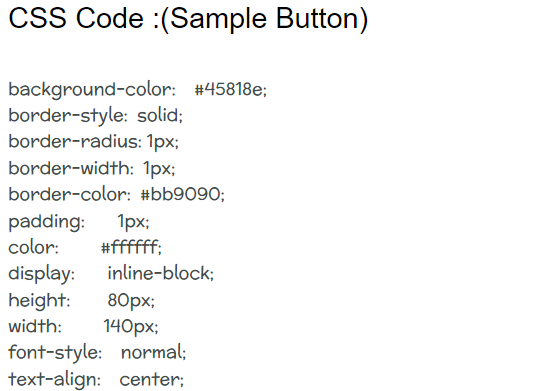 CSS Code :(Sample Button)
background-color: #45818e;
border-style: solid;
border-radius: 1px;
border-width: 1px;
border-color: #bb9090;
padding: 1px;
color: #ffffff;
display: inline-block;
height: 80px;
width: 140px;
font-style: normal;
text-align: center;